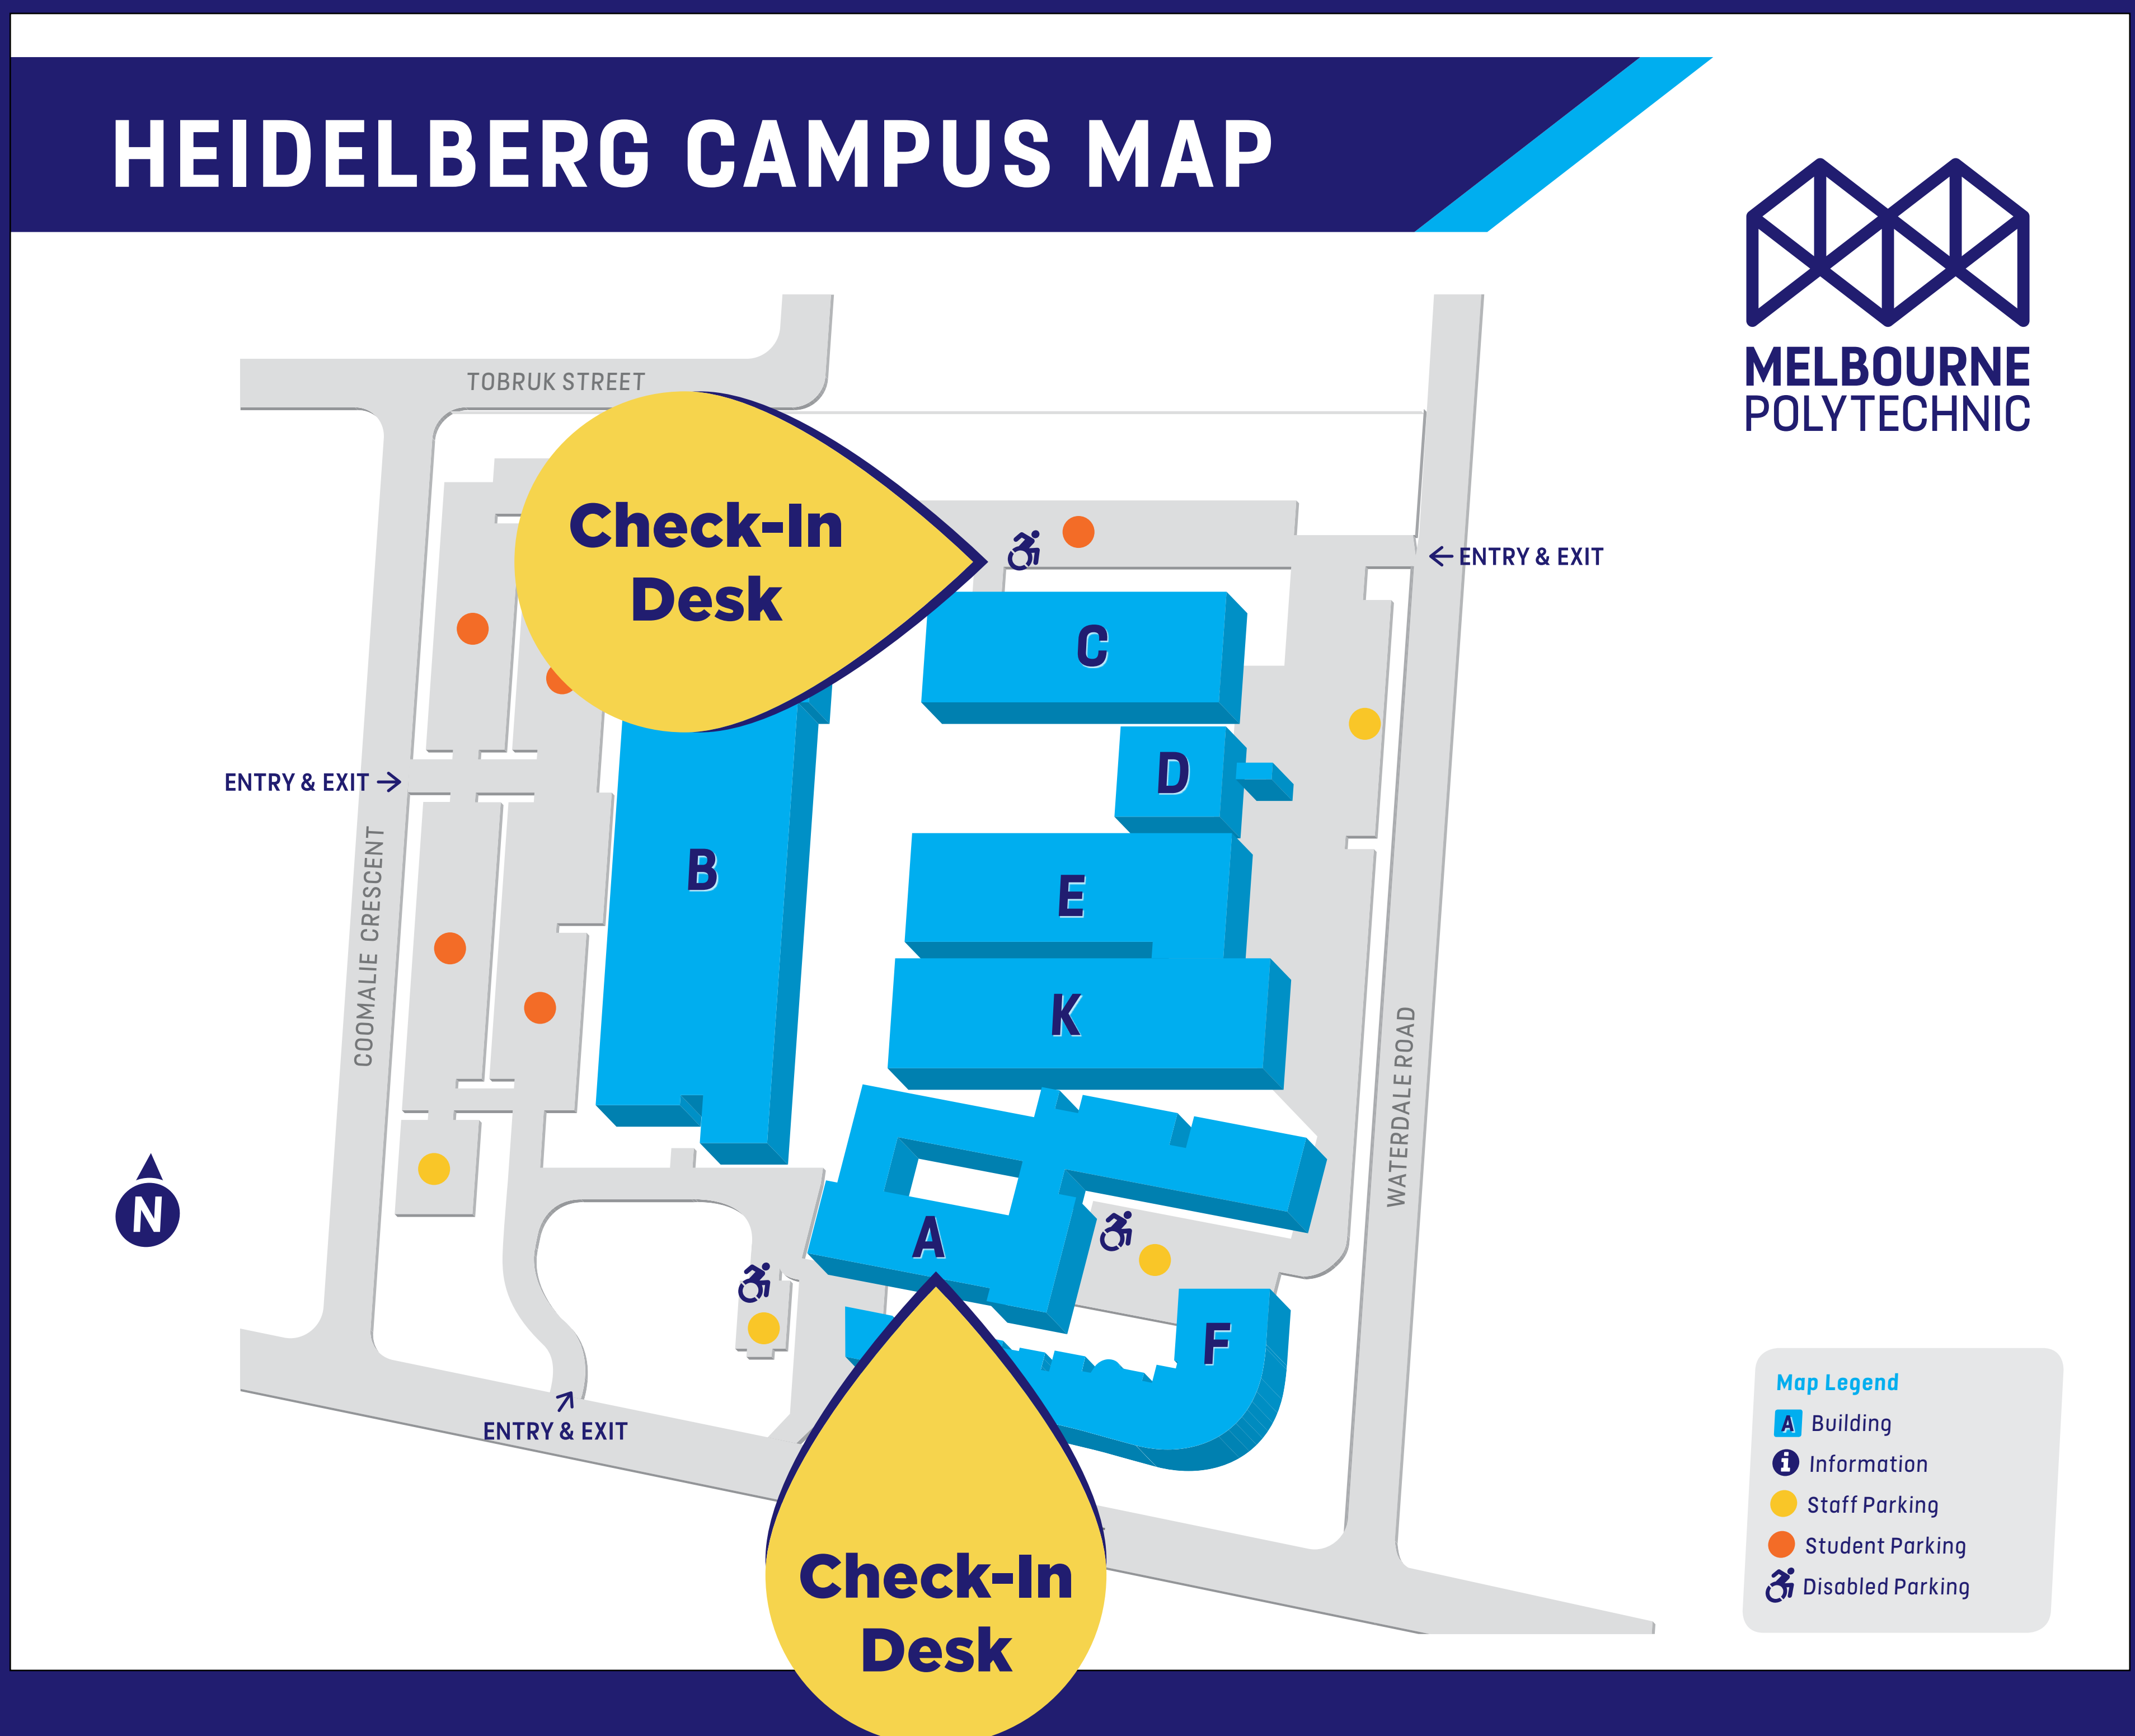 HEIDELBERG CAMPUS MAP
MELBOURNE
POLYTECHNIC
TOBRUK STREET
Check-In
Desk
ENTRY & EXIT
C
ENTRY & EXIT
D
B
E
COOMALIE CRESCENT
K
WATERDALE ROAD
N
A
F
ENTRY & EXIT
Check-In
Desk
Map Legend
A Building
i Information
Staff Parking
Student Parking
Disabled Parking